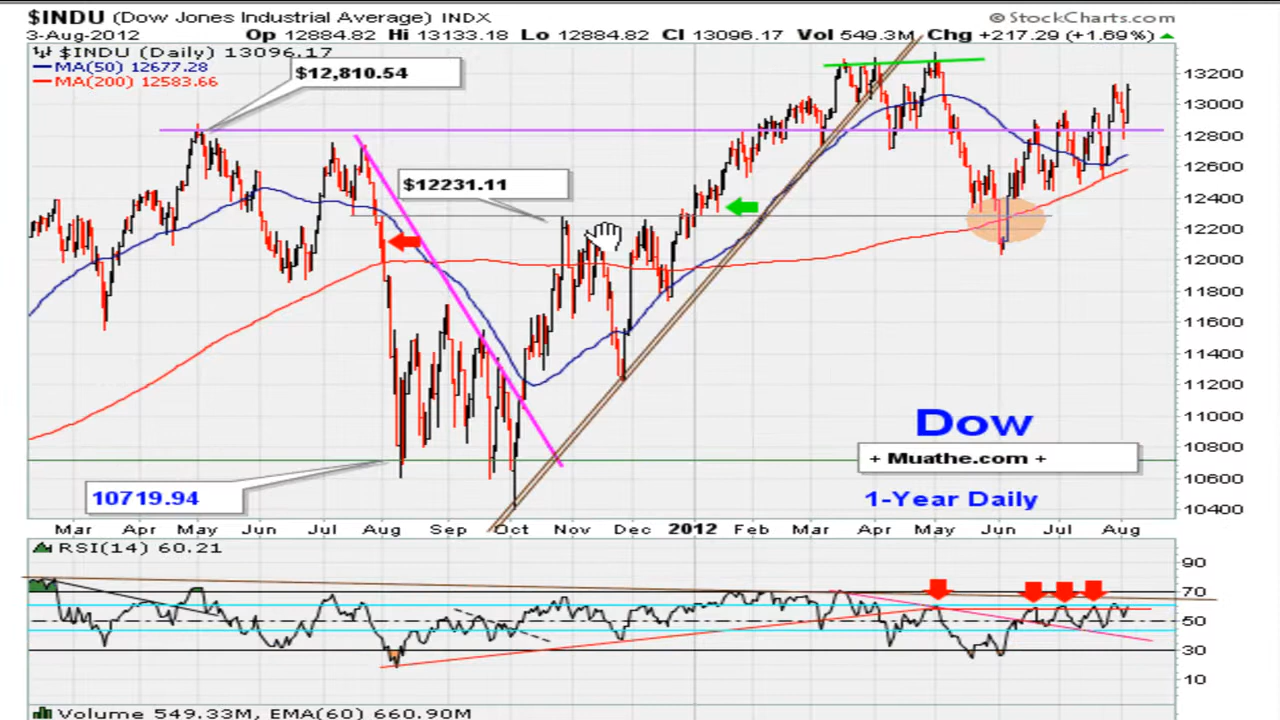 $INDU (Dow Jones Industrial Average) INDX
© StockCharts.com
3-Aug-2012 Op 12884.82 Hi 13133.18 Lo 12884.82 Cl 13096.17 Vol 549.3M Chg +217.29 (+1.69%)
$INDU (Daily) 13096.17
MA(50) 12677.28
MA(200) 12583.66
$12,810.54
$12231.11
10719.94
Dow
+ Muathe.com +
1-Year Daily
13200
13000
12800
12600
12400
12200
12000
11800
11600
11400
11200
11000
10800
10600
10400
Mar Apr May Jun Jul Aug Sep Oct Nov Dec 2012 Feb Mar Apr May Jun Jul Aug
RSI(14) 60.21
90
70
50
30
10
Volume 549.33M, EMA(60) 660.90M